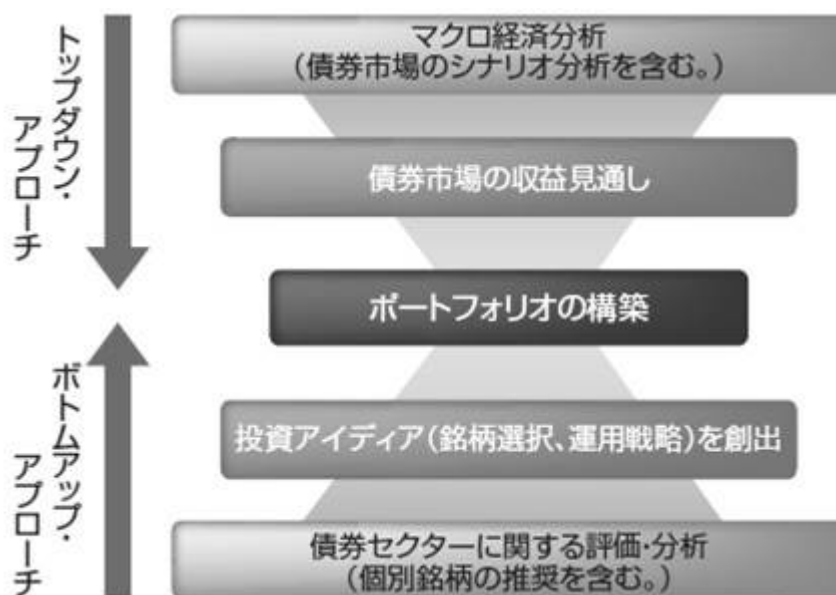 トップダウン・
アプローチ
マクロ経済分析
（債券市場のシナリオ分析を含む。）
債券市場の収益見通し
ポートフォリオの構築
ボトムアップ・
アプローチ
投資アイディア（銘柄選択、運用戦略）を創出
債券セクターに関する評価・分析
（個別銘柄の推奨を含む。）